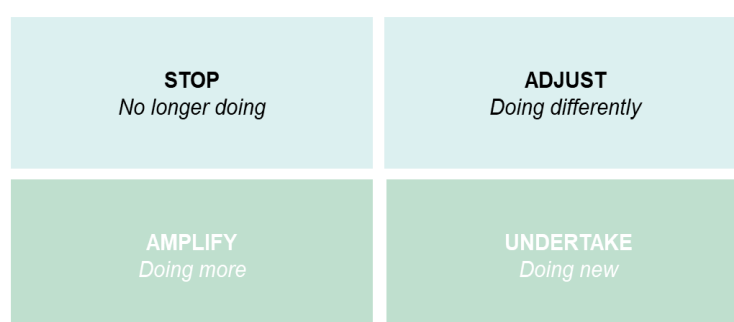 STOP
No longer doing
ADJUST
Doing differently
AMPLIFY
Doing more
UNDERTAKE
Doing new